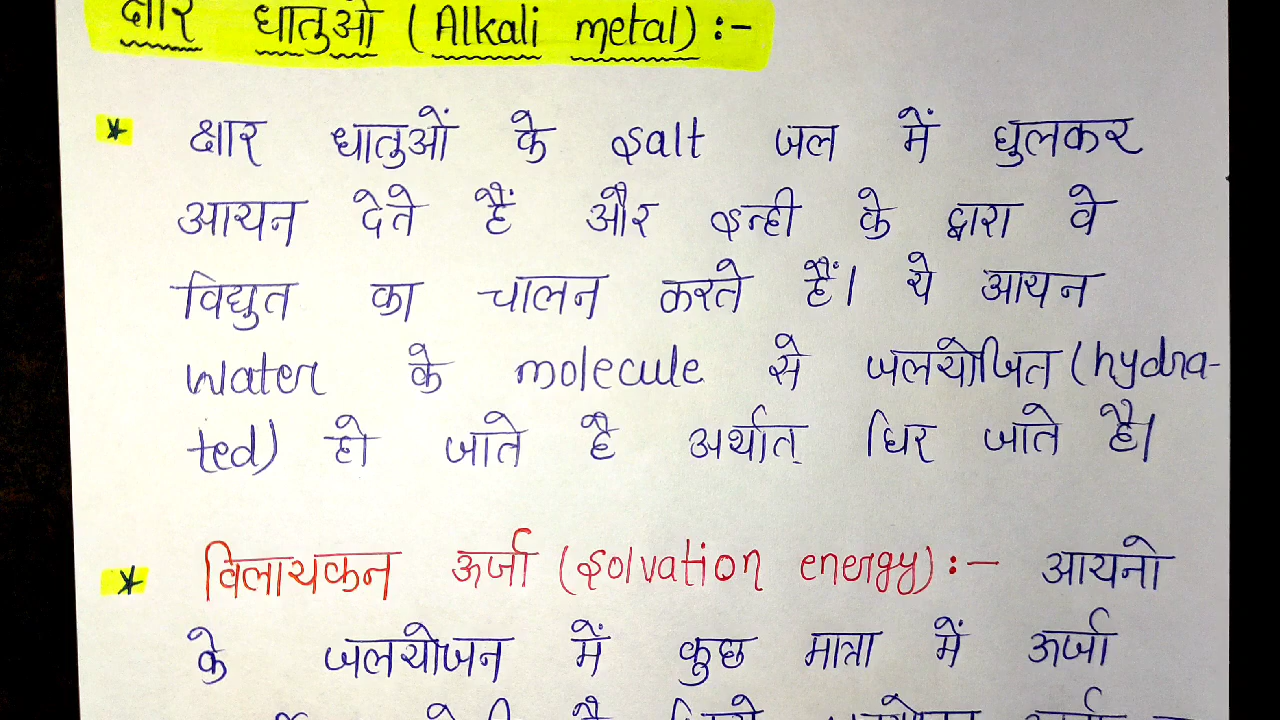 क्षार धातुओ (Alkali metal) :-
* क्षार धातुओं के salt जल में घुलकर
आयन देते हैं और इन्ही के द्वारा वे
विद्युत का चालन करते हैं। ये आयन
water के molecule से जलयोजित (hydra-
ted) हो जाते है अर्थात् घिर जाते है।
* विलायकन ऊर्जा (solvation energy) :- आयनो
के जलयोजन में कुछ मात्रा में ऊर्जा